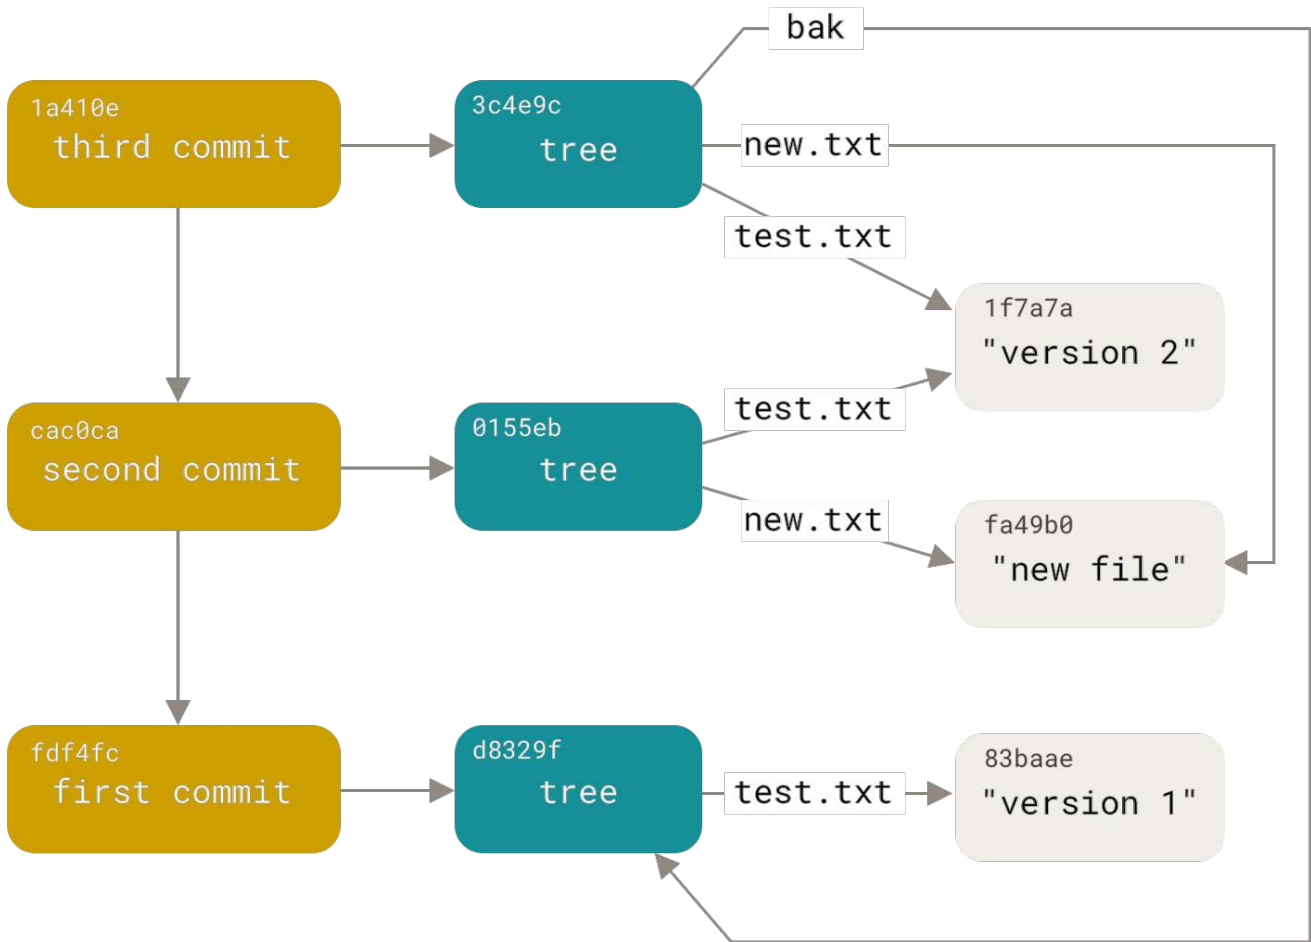 bak
1a410e
third commit
3c4e9c
tree
new.txt
test.txt
1f7a7a
"version 2"
cac0ca
second commit
0155eb
tree
test.txt
new.txt
fa49b0
"new file"
fdf4fc
first commit
d8329f
tree
test.txt
83baae
"version 1"